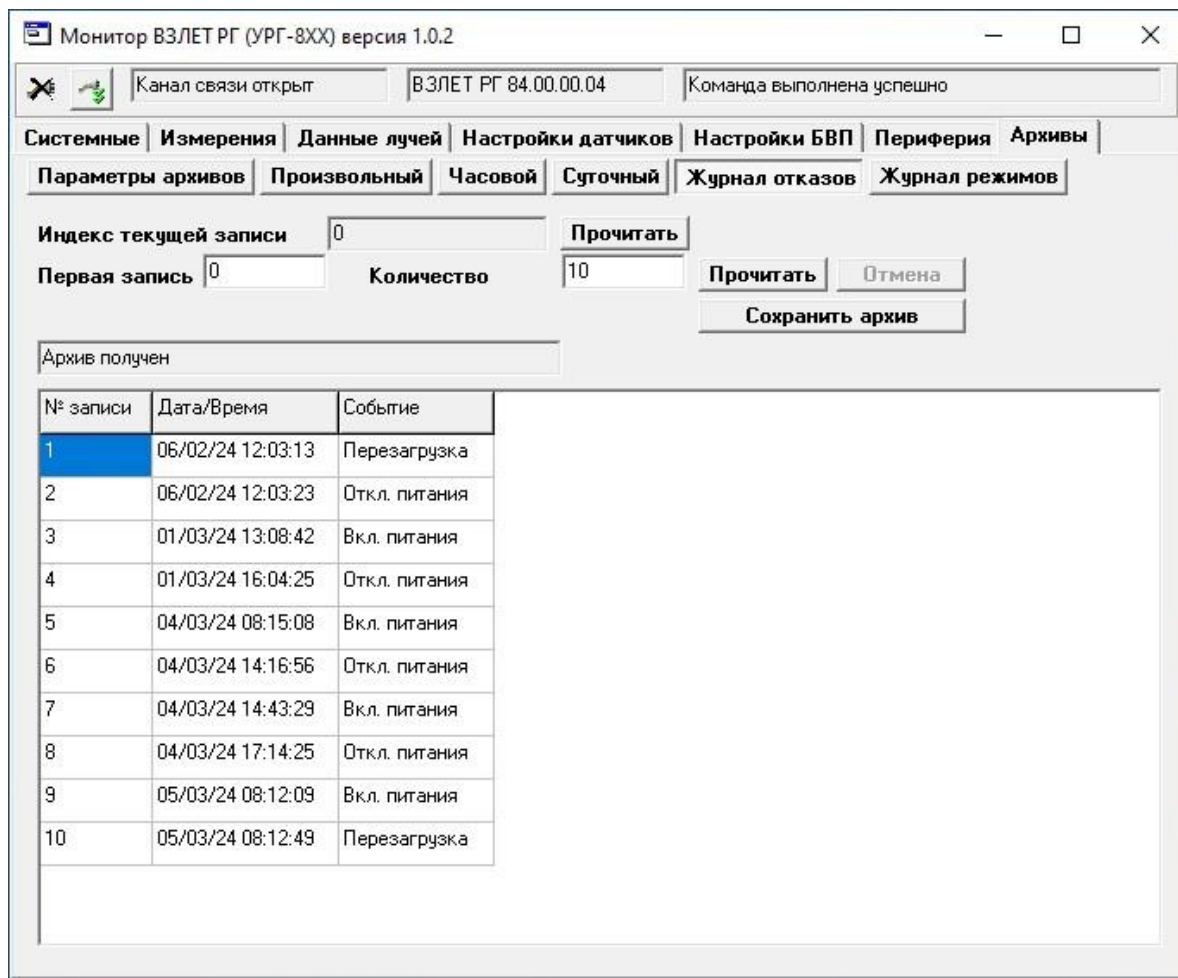 Монитор ВЗЛЕТ РГ (УРГ-8XX) версия 1.0.2
Канал связи открыт ВЗЛЕТ РГ 84.00.00.04 Команда выполнена успешно
Системные Измерения Данные лучей Настройки датчиков Настройки БВП Периферия Архивы
Параметры архивов Произвольный Часовой Суточный Журнал отказов Журнал режимов
Индекс текущей записи 0 Прочитать
Первая запись 0 Количество 10 Прочитать Отмена
Сохранить архив
Архив получен
№ записи Дата/Время Событие
1 06/02/24 12:03:13 Перезагрузка
2 06/02/24 12:03:23 Откл. питания
3 01/03/24 13:08:42 Вкл. питания
4 01/03/24 16:04:25 Откл. питания
5 04/03/24 08:15:08 Вкл. питания
6 04/03/24 14:16:56 Откл. питания
7 04/03/24 14:43:29 Вкл. питания
8 04/03/24 17:14:25 Откл. питания
9 05/03/24 08:12:09 Вкл. питания
10 05/03/24 08:12:49 Перезагрузка